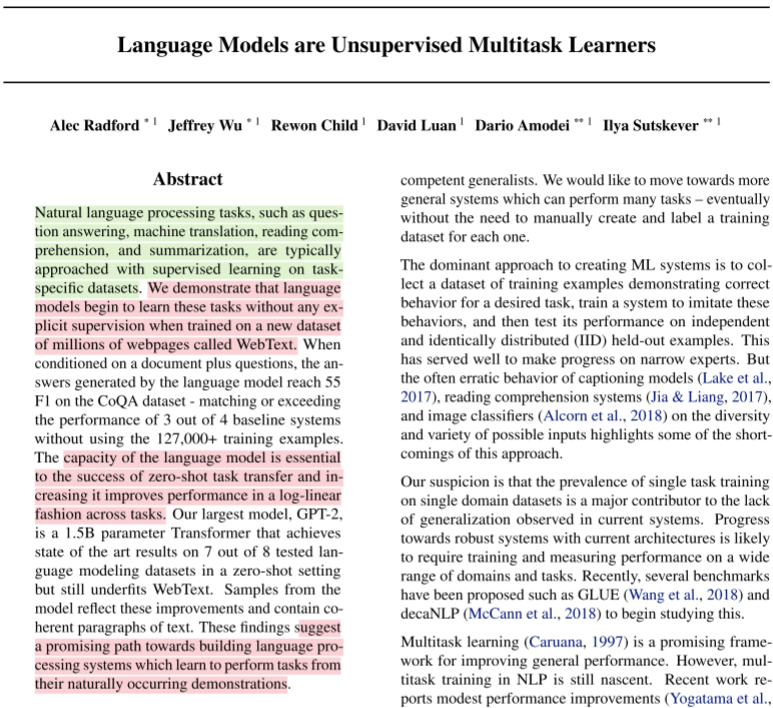 Language Models are Unsupervised Multitask Learners
Alec Radford * 1 Jeffrey Wu * 1 Rewon Child 1 David Luan 1 Dario Amodei ** 1 Ilya Sutskever ** 1
Abstract
Natural language processing tasks, such as ques-
tion answering, machine translation, reading com-
prehension, and summarization, are typically
approached with supervised learning on task-
specific datasets. We demonstrate that language
models begin to learn these tasks without any ex-
plicit supervision when trained on a new dataset
of millions of webpages called WebText. When
conditioned on a document plus questions, the an-
swers generated by the language model reach 55
F1 on the CoQA dataset - matching or exceeding
the performance of 3 out of 4 baseline systems
without using the 127,000+ training examples.
The capacity of the language model is essential
to the success of zero-shot task transfer and in-
creasing it improves performance in a log-linear
fashion across tasks. Our largest model, GPT-2,
is a 1.5B parameter Transformer that achieves
state of the art results on 7 out of 8 tested lan-
guage modeling datasets in a zero-shot setting
but still underfits WebText. Samples from the
model reflect these improvements and contain co-
herent paragraphs of text. These findings suggest
a promising path towards building language pro-
cessing systems which learn to perform tasks from
their naturally occurring demonstrations.
competent generalists. We would like to move towards more
general systems which can perform many tasks – eventually
without the need to manually create and label a training
dataset for each one.
The dominant approach to creating ML systems is to col-
lect a dataset of training examples demonstrating correct
behavior for a desired task, train a system to imitate these
behaviors, and then test its performance on independent
and identically distributed (IID) held-out examples. This
has served well to make progress on narrow experts. But
the often erratic behavior of captioning models (Lake et al.,
2017), reading comprehension systems (Jia & Liang, 2017),
and image classifiers (Alcorn et al., 2018) on the diversity
and variety of possible inputs highlights some of the short-
comings of this approach.
Our suspicion is that the prevalence of single task training
on single domain datasets is a major contributor to the lack
of generalization observed in current systems. Progress
towards robust systems with current architectures is likely
to require training and measuring performance on a wide
range of domains and tasks. Recently, several benchmarks
have been proposed such as GLUE (Wang et al., 2018) and
decaNLP (McCann et al., 2018) to begin studying this.
Multitask learning (Caruana, 1997) is a promising frame-
work for improving general performance. However, mul-
titask training in NLP is still nascent. Recent work re-
ports modest performance improvements (Yogatama et al.,